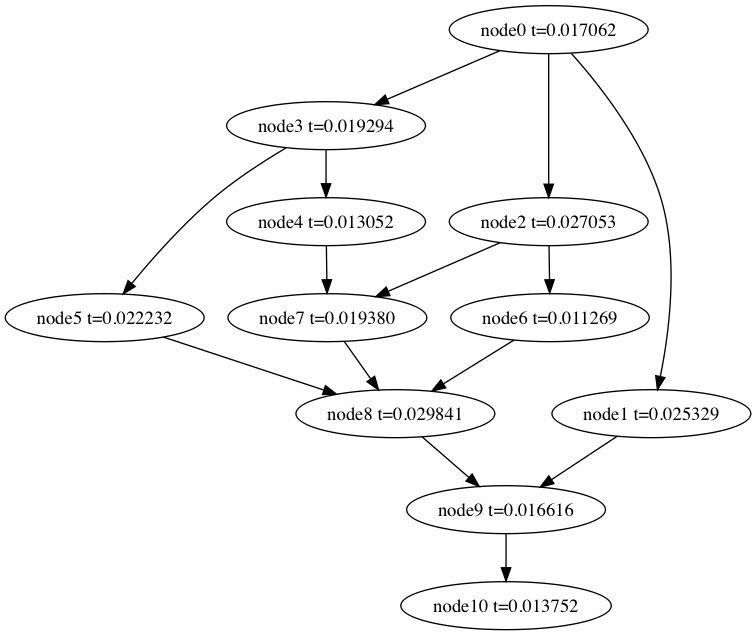 node0 t=0.017062
node3 t=0.019294
node4 t=0.013052
node2 t=0.027053
node5 t=0.022232
node7 t=0.019380
node6 t=0.011269
node8 t=0.029841
node1 t=0.025329
node9 t=0.016616
node10 t=0.013752